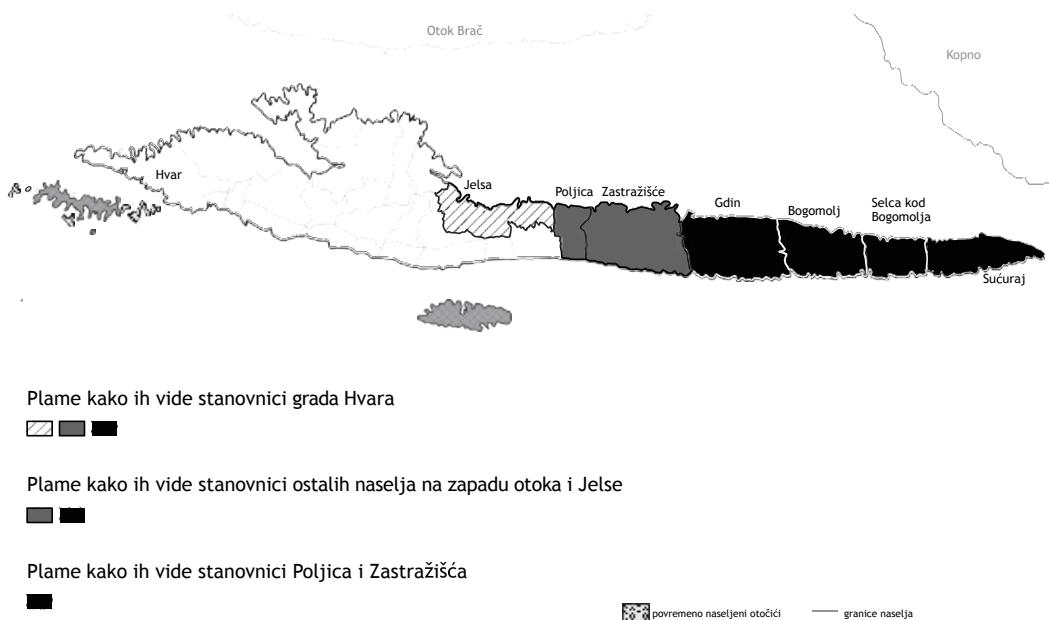 Otok Brač
Kopno
Hvar
Jelsa
Poljica
Zastražišće
Gdin
Bogomolj
Selca kod
Bogomolja
Sućuraj
Plame kako ih vide stanovnici grada Hvara
Plame kako ih vide stanovnici ostalih naselja na zapadu otoka i Jelse
Plame kako ih vide stanovnici Poljica i Zastražišća
povremeno naseljeni otočići
granice naselja